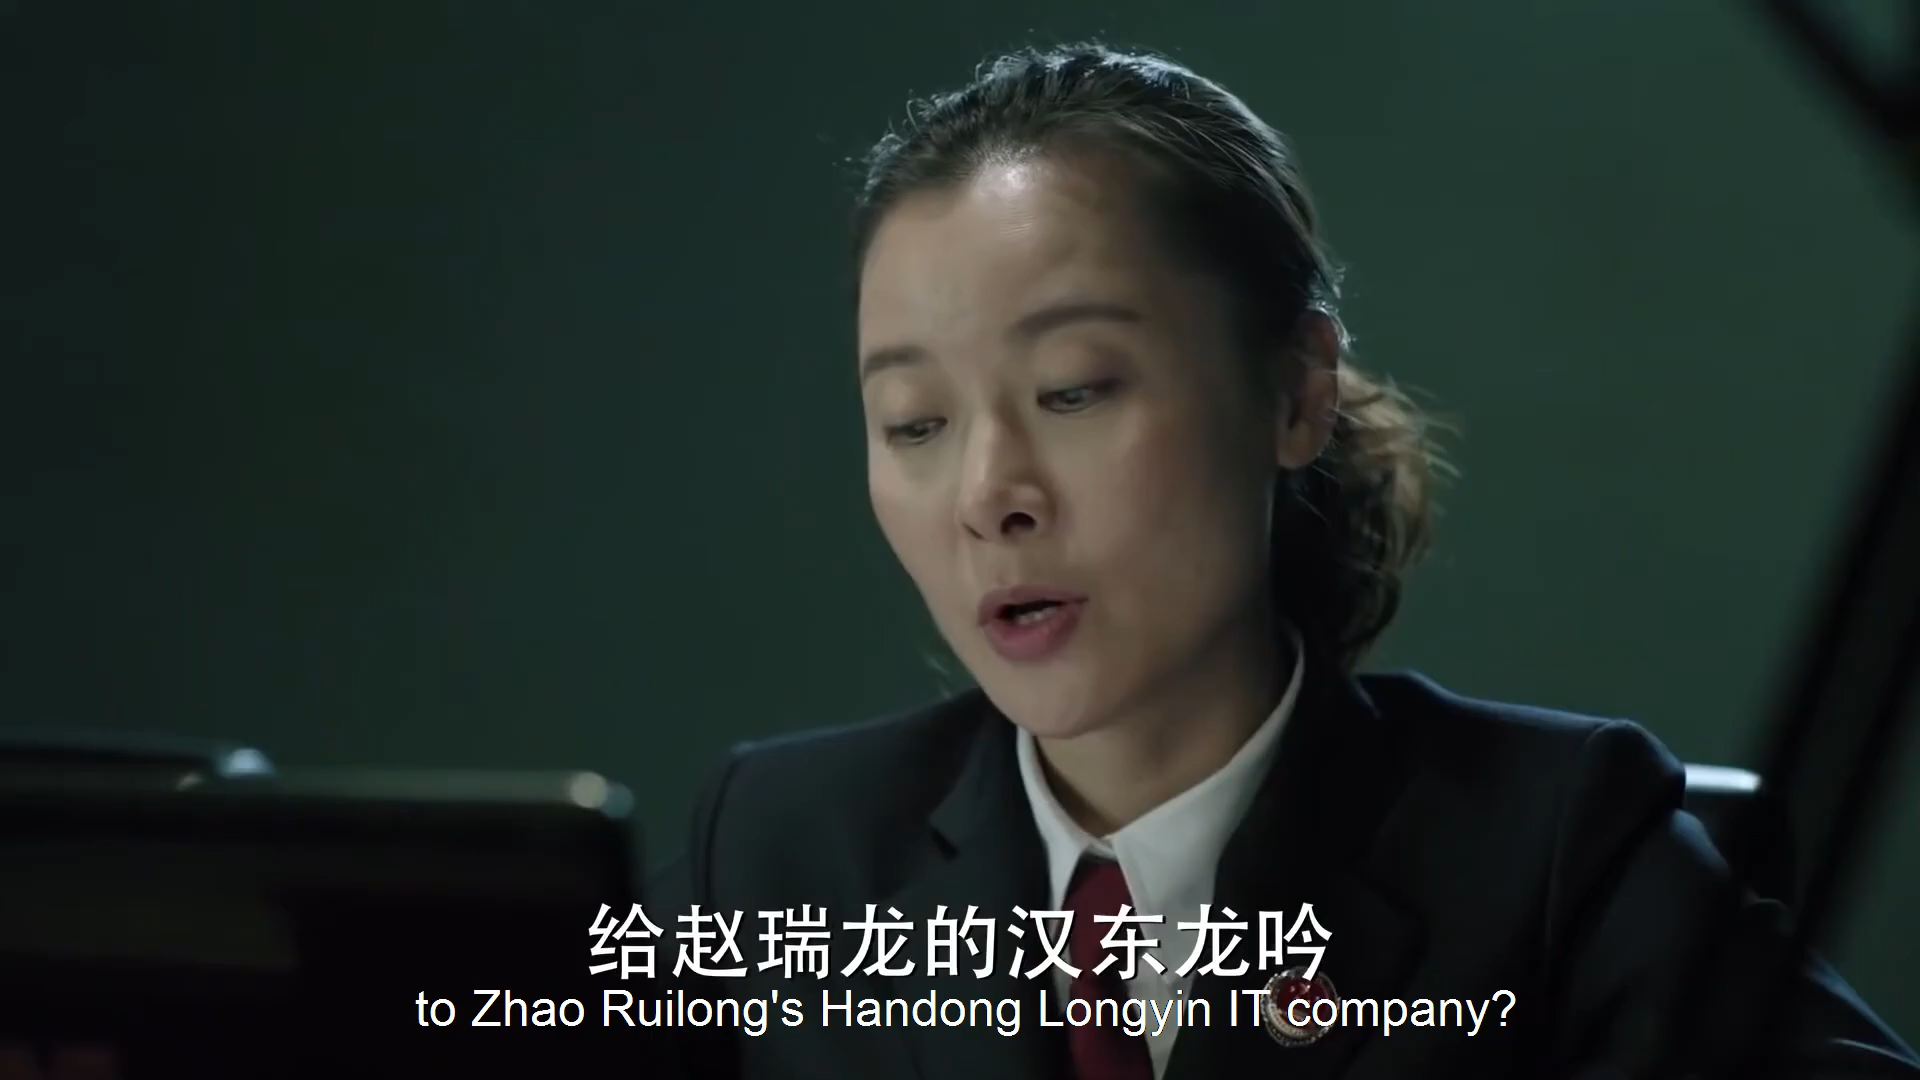 给赵瑞龙的汉东龙吟
to Zhao Ruilong's Handong Longyin IT company?